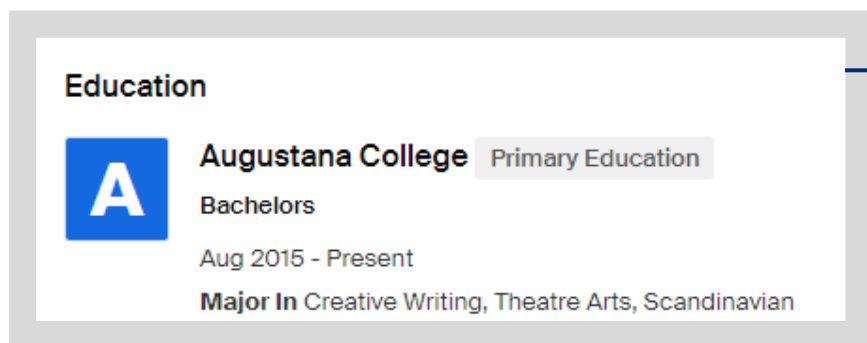 Education
A
Augustana College Primary Education
Bachelors
Aug 2015 - Present
Major In Creative Writing, Theatre Arts, Scandinavian